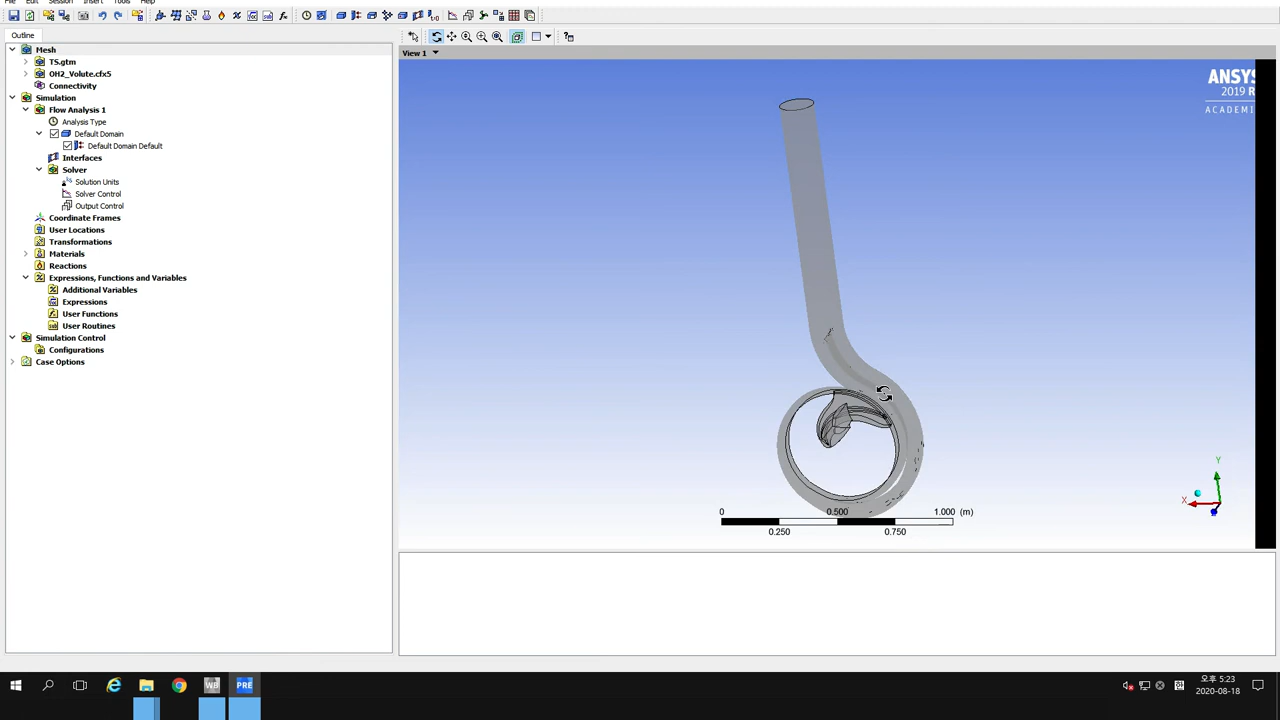 File Edit Session Insert Tools Help
Outline
View 1
Mesh
TS.gtm
OH2_Volute.cfx5
Connectivity
Simulation
Flow Analysis 1
Analysis Type
Default Domain
Default Domain Default
Interfaces
Solver
Solution Units
Solver Control
Output Control
Coordinate Frames
User Locations
Transformations
Materials
Reactions
Expressions, Functions and Variables
Additional Variables
Expressions
User Functions
User Routines
Simulation Control
Configurations
Case Options
ANSYS
2019 R
ACADEMI
Y
X
0 0.500 1.000 (m)
0.250 0.750
WB
PRE
오후 5:23
2020-08-18